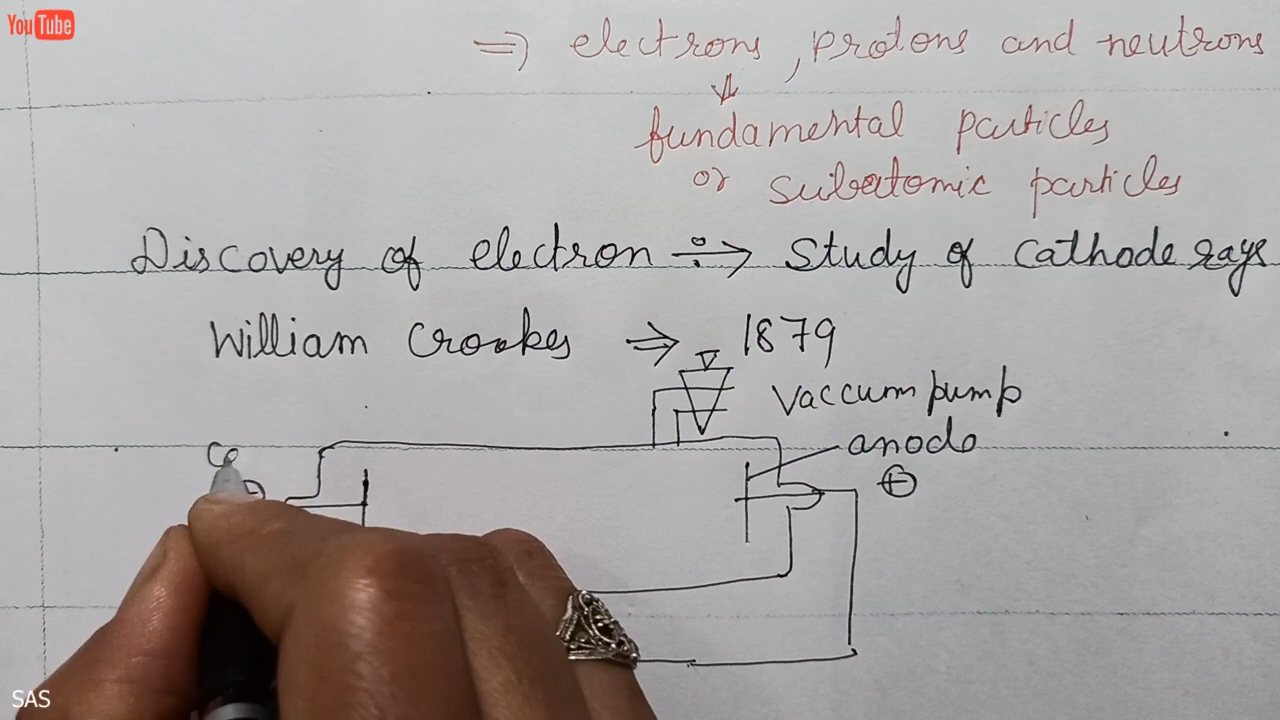 YouTube
=> electrons, protons and neutrons
fundamental particles
or subatomic particles
Discovery of electron ÷→ Study of Cathode rays
William Crookes => 1879
Vaccum pump
anode
+
Ca
SAS